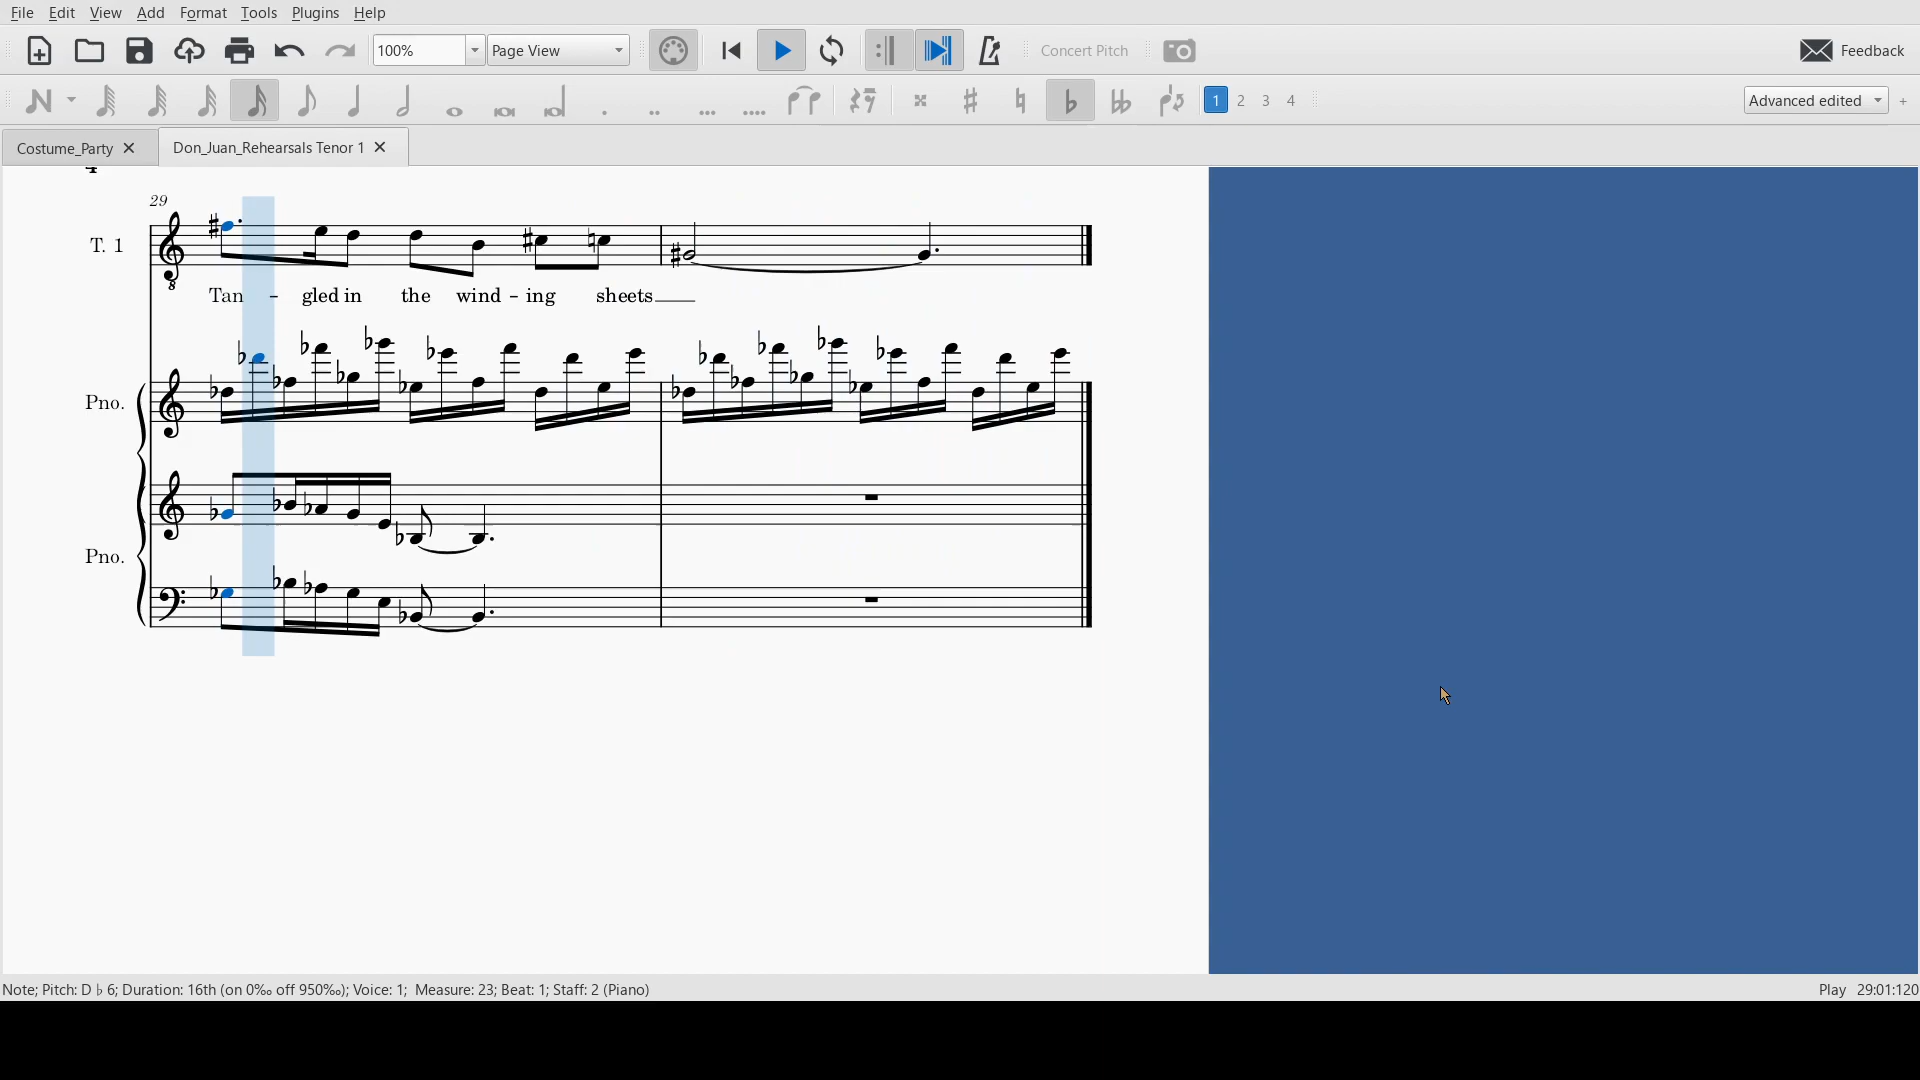 File Edit View Add Format Tools Plugins Help
100% Page View Concert Pitch Feedback
1 2 3 4 Advanced edited +
Costume_Party Don_Juan_Rehearsals Tenor 1
29
T. 1
Tan - gled in the wind - ing sheets
Pno.
Pno.
Note; Pitch: D♭6; Duration: 16th (on 0‰ off 950‰); Voice: 1; Measure: 23; Beat: 1; Staff: 2 (Piano) Play 29:01:120